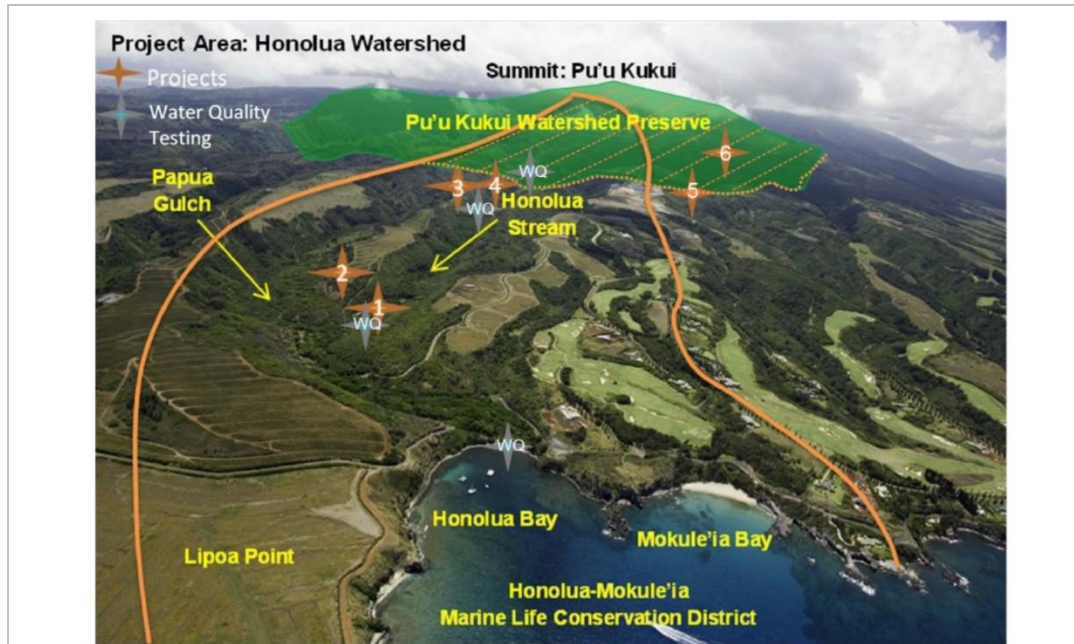 Project Area: Honolua Watershed
Projects
Water Quality
Testing
Summit: Pu'u Kukui
Pu'u Kukui Watershed Preserve
6
WQ
3
4
5
Papua
Gulch
WQ
Honolua
Stream
2
1
WQ
WQ
Honolua Bay
Mokule'ia Bay
Lipoa Point
Honolua-Mokule'ia
Marine Life Conservation District